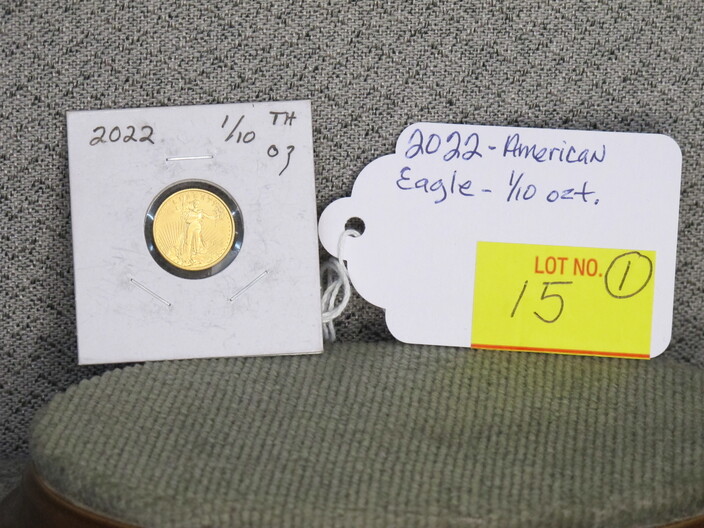 2022 1/10 TH
oz
2022 - American
Eagle - 1/10 ozt.
LOT NO. 1
15